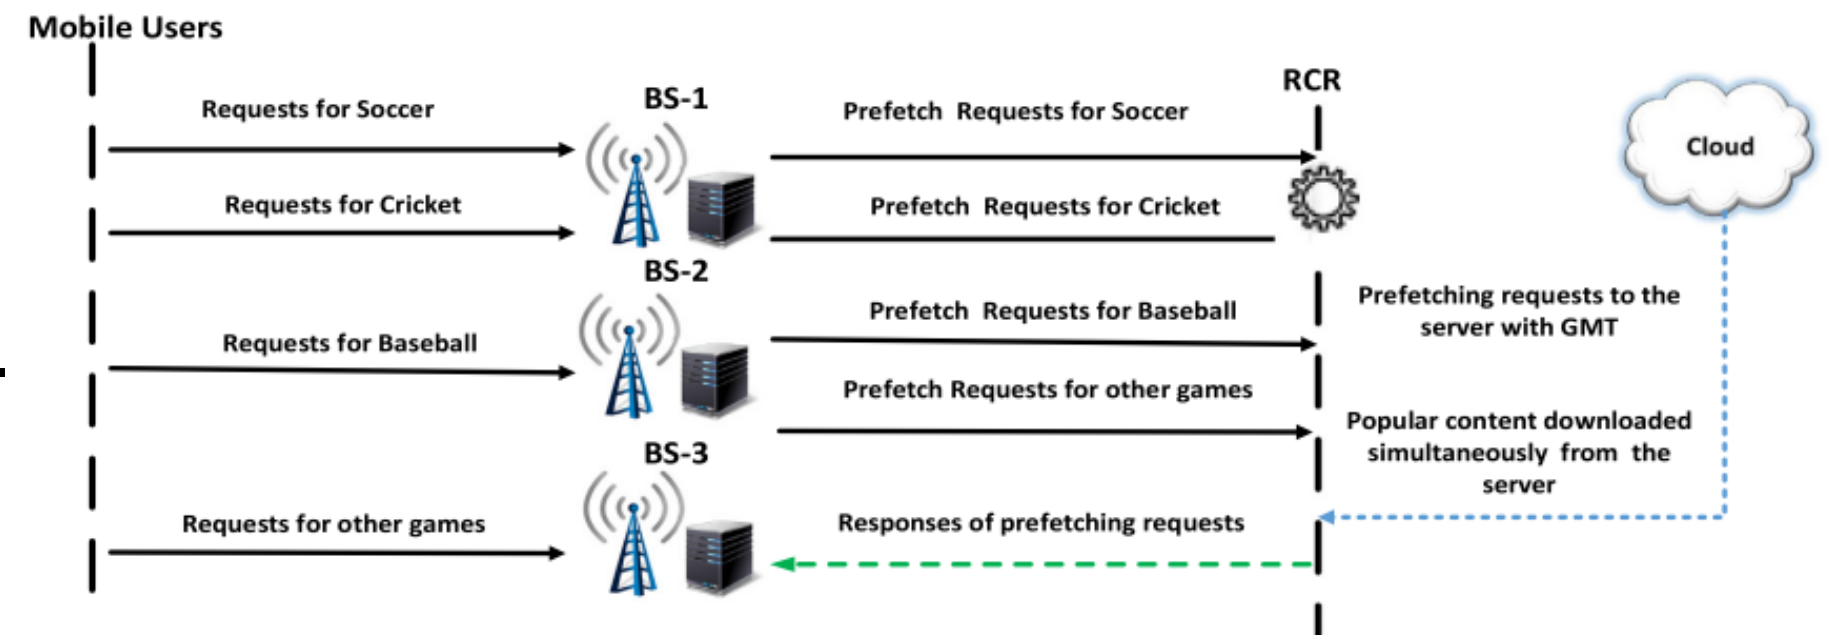 Mobile Users
RCR
BS-1
Requests for Soccer
Prefetch Requests for Soccer
Cloud
Requests for Cricket
Prefetch Requests for Cricket
BS-2
Prefetch Requests for Baseball
Prefetching requests to the
server with GMT
Requests for Baseball
Prefetch Requests for other games
Popular content downloaded
simultaneously from the
server
BS-3
Requests for other games
Responses of prefetching requests